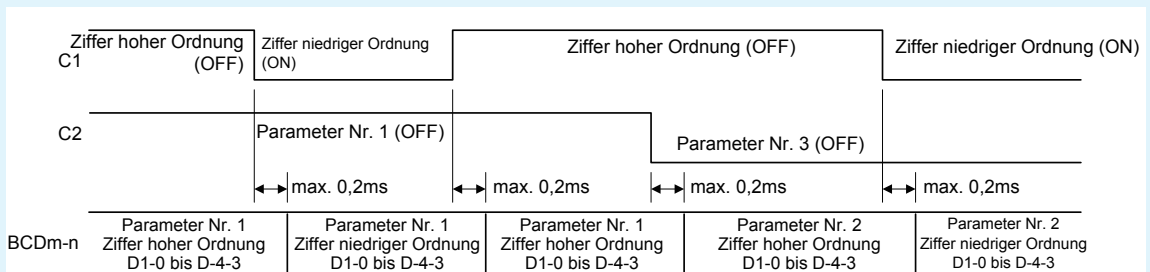 Ziffer hoher Ordnung
(OFF)
C1
Ziffer niedriger Ordnung
(ON)
Ziffer hoher Ordnung (OFF)
Ziffer niedriger Ordnung (ON)
C2
Parameter Nr. 1 (OFF)
Parameter Nr. 3 (OFF)
max. 0,2ms
max. 0,2ms
max. 0,2ms
max. 0,2ms
BCDm-n
Parameter Nr. 1
Ziffer hoher Ordnung
D1-0 bis D-4-3
Parameter Nr. 1
Ziffer niedriger Ordnung
D1-0 bis D-4-3
Parameter Nr. 1
Ziffer hoher Ordnung
D1-0 bis D-4-3
Parameter Nr. 2
Ziffer hoher Ordnung
D1-0 bis D-4-3
Parameter Nr. 2
Ziffer niedriger Ordnung
D1-0 bis D-4-3